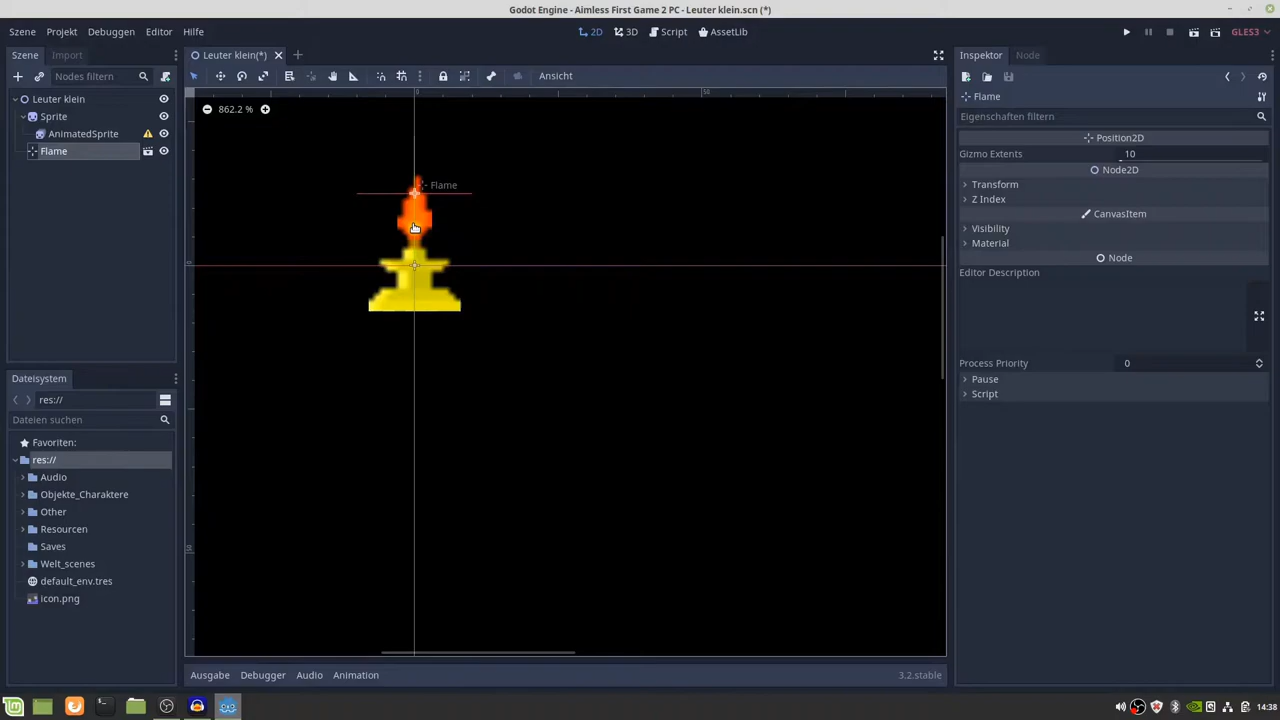 Godot Engine - Aimless First Game 2 PC - Leuter klein.scn (*)
Szene Projekt Debuggen Editor Hilfe
2D 3D Script AssetLib
GLES3
Szene Import
Leuter klein(*)
Inspektor Node
Nodes filtern
Ansicht
Flame
Leuter klein
Sprite
AnimatedSprite
Flame
862.2 %
0
50
Flame
0
50
Eigenschaften filtern
Position2D
Gizmo Extents 10
Node2D
Transform
Z Index
CanvasItem
Visibility
Material
Node
Editor Description
Process Priority 0
Pause
Script
Dateisystem
res://
Dateien suchen
Favoriten:
res://
Audio
Objekte_Charaktere
Other
Resourcen
Saves
Welt_scenes
default_env.tres
icon.png
Ausgabe Debugger Audio Animation
3.2.stable
14:38